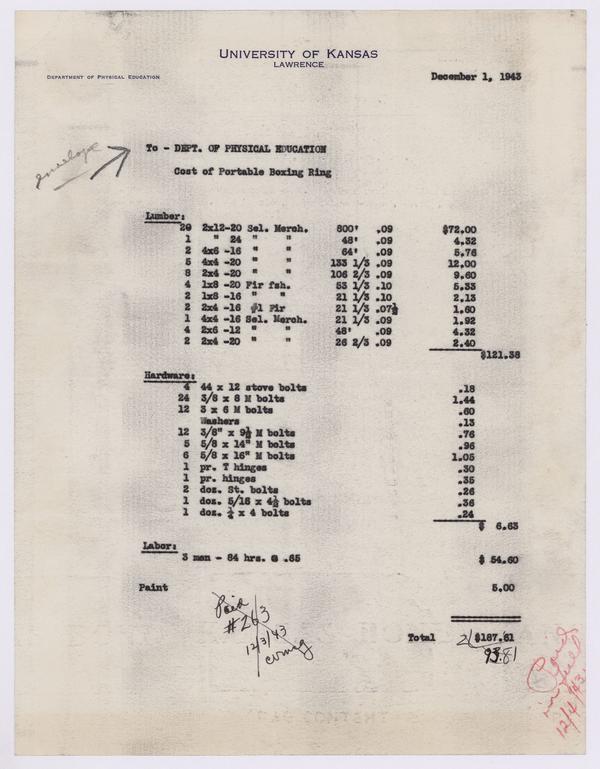 UNIVERSITY OF KANSAS
LAWRENCE
DEPARTMENT OF PHYSICAL EDUCATION
December 1, 1943
envelope
To - DEPT. OF PHYSICAL EDUCATION
Cost of Portable Boxing Ring
Lumber:
20 2x12-20 Sel. Merch. 800' .09 $72.00
1 " 24 " " 48' .09 4.32
2 4x6 -16 " " 64' .09 5.76
5 4x4 -20 " " 133 1/3 .09 12.00
8 2x4 -20 " " 106 2/3 .09 9.60
4 1x8 -20 Fir fsh. 53 1/3 .10 5.33
2 1x8 -16 " " 21 1/3 .10 2.13
2 2x4 -16 #1 Fir 21 1/3 .07½ 1.60
1 4x4 -16 Sel. Merch. 21 1/3 .09 1.92
4 2x6 -12 " " 48' .09 4.32
2 2x4 -20 " " 26 2/3 .09 2.40
$121.38
Hardware:
4 44 x 12 stove bolts .18
24 3/8 x 8 M bolts 1.44
12 3 x 6 M bolts .60
Washers .13
12 3/8" x 9½ M bolts .76
5 5/8 x 14" M bolts .96
6 5/8 x 16" M bolts 1.05
1 pr. T hinges .30
1 pr. hinges .35
2 doz. St. bolts .26
1 doz. 5/16 x 4½ bolts .36
1 doz. ¼ x 4 bolts .24
$ 6.63
Labor:
3 men - 84 hrs. @ .65 $ 54.60
Paint 5.00
Paid
#263
12/3/43
Total 2/$187.61
93.81
Paid
in full
12/4/43